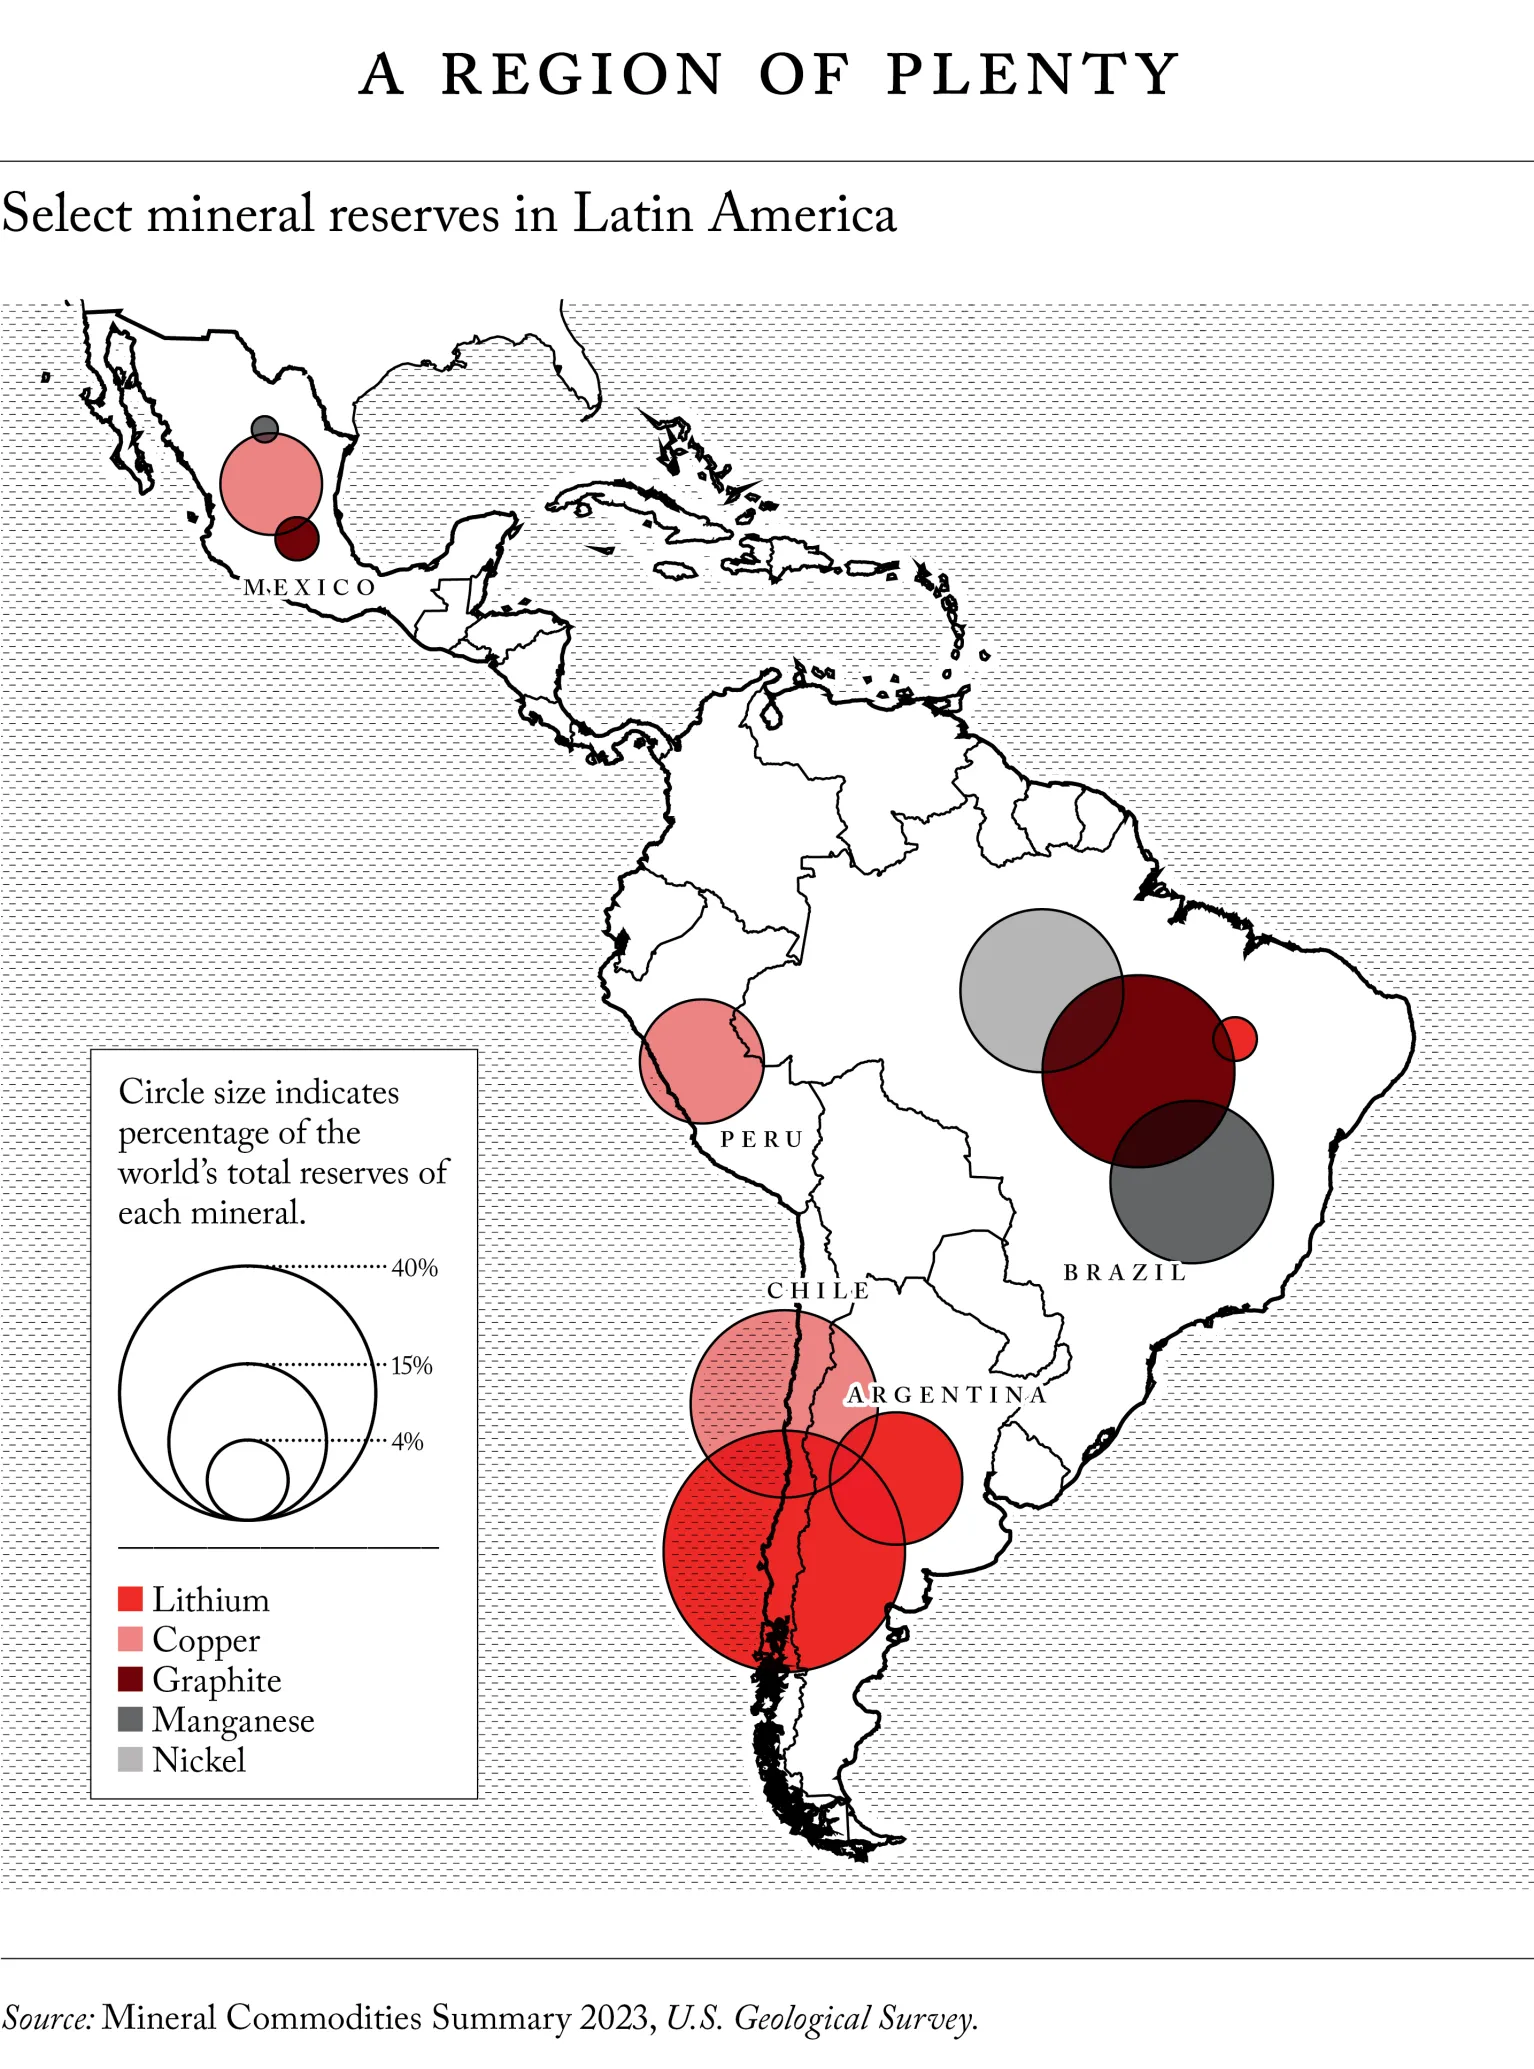 A REGION OF PLENTY
Select mineral reserves in Latin America
MEXICO
PERU
BRAZIL
CHILE
ARGENTINA
Circle size indicates
percentage of the
world’s total reserves of
each mineral.
40%
15%
4%
Lithium
Copper
Graphite
Manganese
Nickel
Source: Mineral Commodities Summary 2023, U.S. Geological Survey.